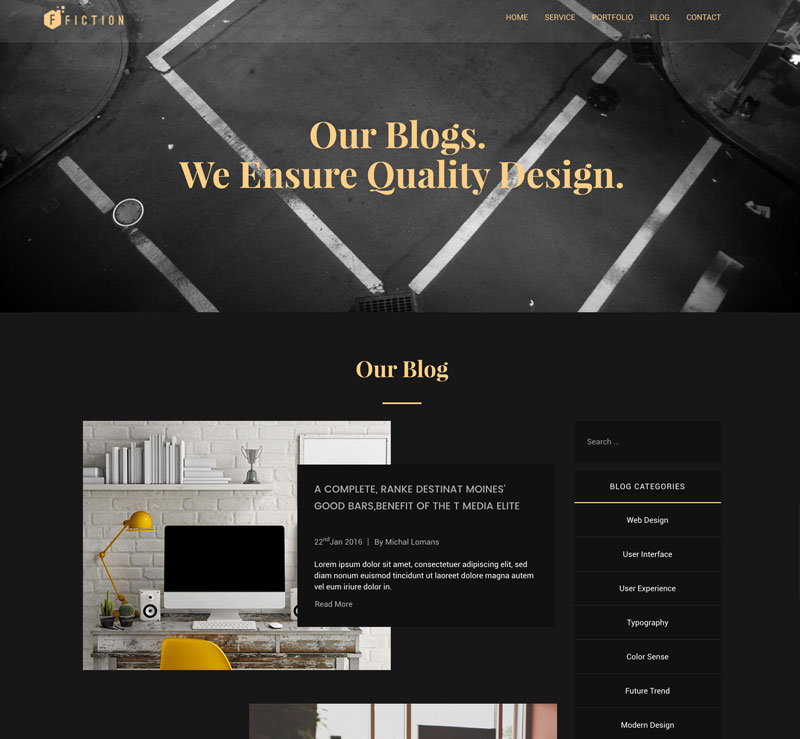 F FICTION
HOME SERVICE PORTFOLIO BLOG CONTACT
Our Blogs.
We Ensure Quality Design.
Our Blog
A COMPLETE, RANKE DESTINAT MOINES'
GOOD BARS,BENEFIT OF THE T MEDIA ELITE
22ndJan 2016 | By Michal Lomans
Lorem ipsum dolor sit amet, consectetuer adipiscing elit, sed
diam nonum euismod tincidunt ut laoreet dolore magna autem
vel eum iriure dolor in.
Read More
Search ...
BLOG CATEGORIES
Web Design
User Interface
User Experience
Typography
Color Sense
Future Trend
Modern Design